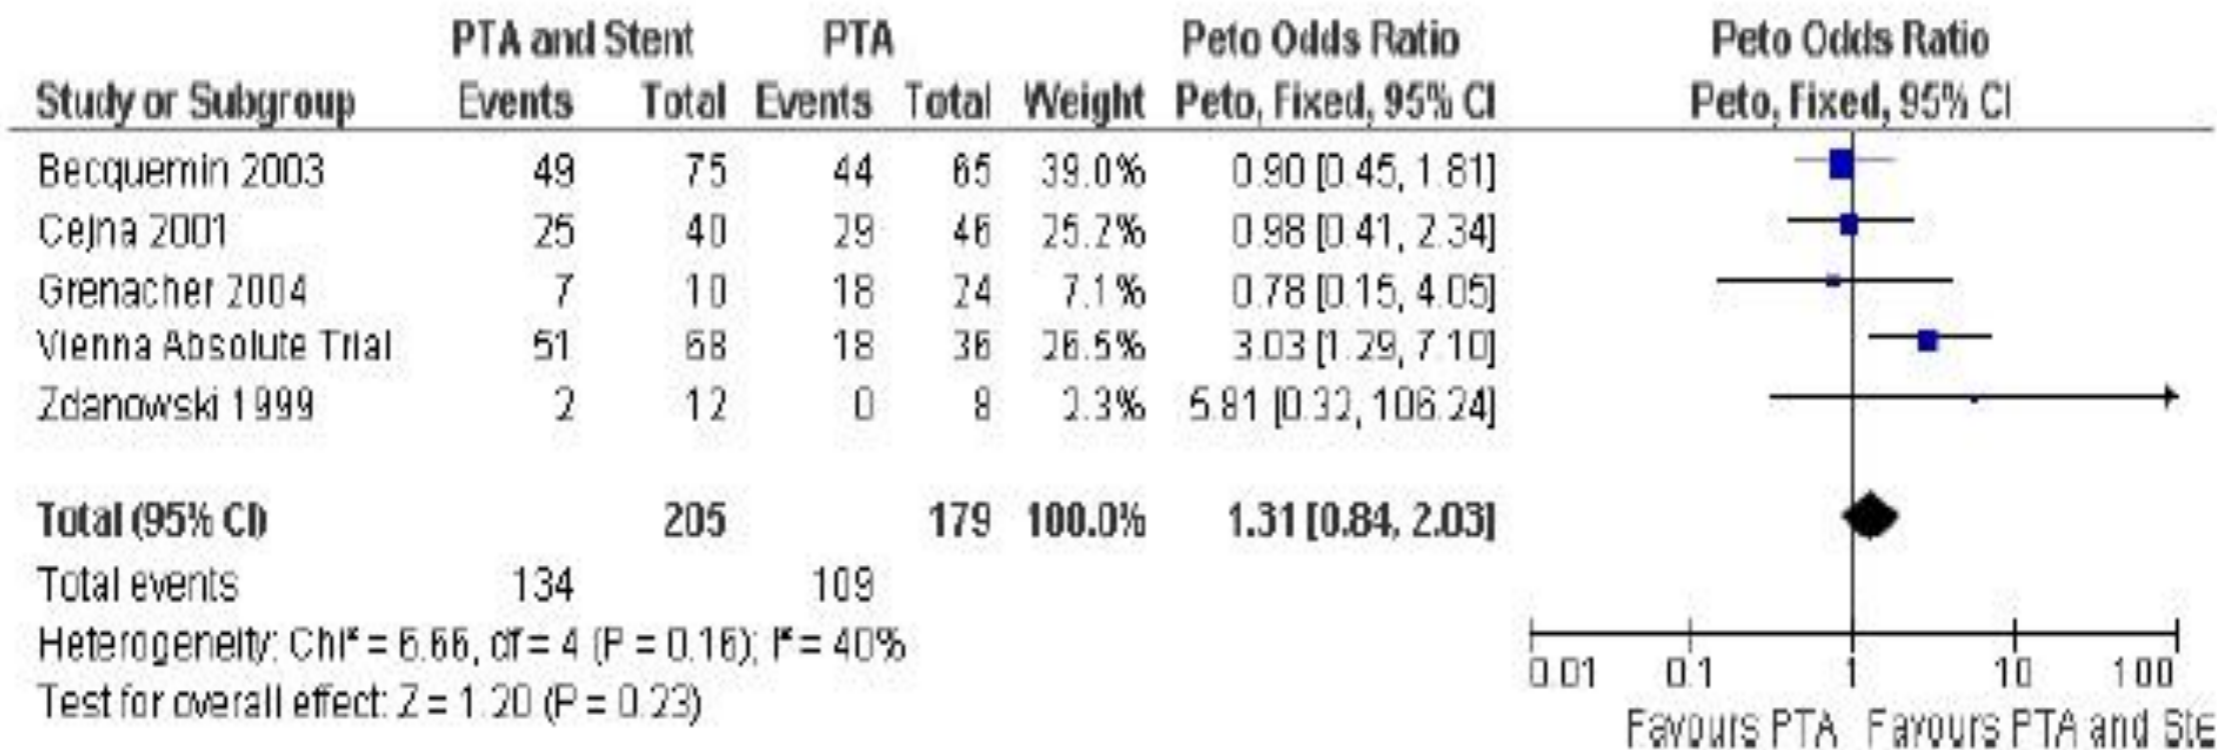 PTA and Stent PTA Peto Odds Ratio Peto Odds Ratio
Study or Subgroup Events Total Events Total Weight Peto, Fixed, 95% CI Peto, Fixed, 95% CI
Becquemin 2003 49 75 44 65 39.0% 0.90 [0.45, 1.81]
Cejna 2001 25 40 29 46 25.2% 0.98 [0.41, 2.34]
Grenacher 2004 7 10 18 24 7.1% 0.78 [0.15, 4.05]
Vienna Absolute Trial 51 68 18 36 26.5% 3.03 [1.29, 7.10]
Zdanowski 1999 2 12 0 8 2.3% 5.81 [0.32, 106.24]
Total (95% CI) 205 179 100.0% 1.31 [0.84, 2.03]
Total events 134 109
Heterogeneity: Chi² = 6.66, df = 4 (P = 0.16); I² = 40%
Test for overall effect: Z = 1.20 (P = 0.23)
0.01 0.1 1 10 100
Favours PTA Favours PTA and Ste